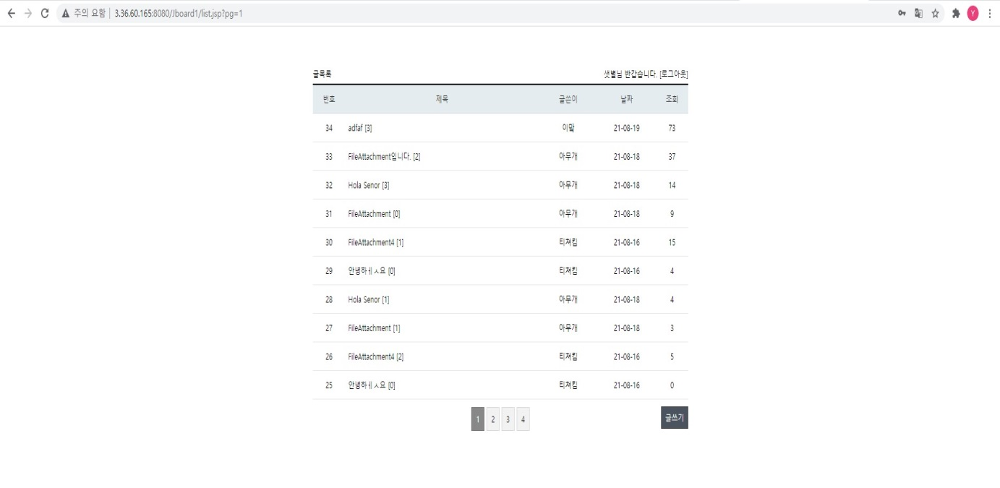 주의 요함 3.36.60.165:8080/Jboard1/list.jsp?pg=1
Y
글목록 샛별님 반갑습니다. [로그아웃]
번호 제목 글쓴이 날짜 조회
34 adfaf [3] 21-08-19 73
33 FileAttachment입니다. [2] 아무개 21-08-18 37
32 Hola Senor [3] 아무개 21-08-18 14
31 FileAttachment [0] 아무개 21-08-18 9
30 FileAttachment4 [1] 티쳐킴 21-08-16 15
29 안녕하ㅔㅅ요 [0] 티쳐킴 21-08-16 4
28 Hola Senor [1] 아무개 21-08-18 4
27 FileAttachment [1] 아무개 21-08-18 3
26 FileAttachment4 [2] 티쳐킴 21-08-16 5
25 안녕하ㅔㅅ요 [0] 티쳐킴 21-08-16 0
1 2 3 4 글쓰기